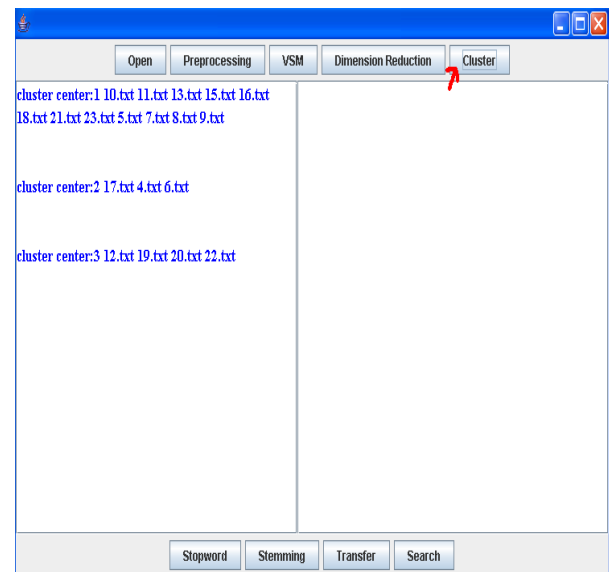 Open Preprocessing VSM Dimension Reduction Cluster
cluster center:1 10.txt 11.txt 13.txt 15.txt 16.txt
18.txt 21.txt 23.txt 5.txt 7.txt 8.txt 9.txt
cluster center:2 17.txt 4.txt 6.txt
cluster center:3 12.txt 19.txt 20.txt 22.txt
Stopword Stemming Transfer Search